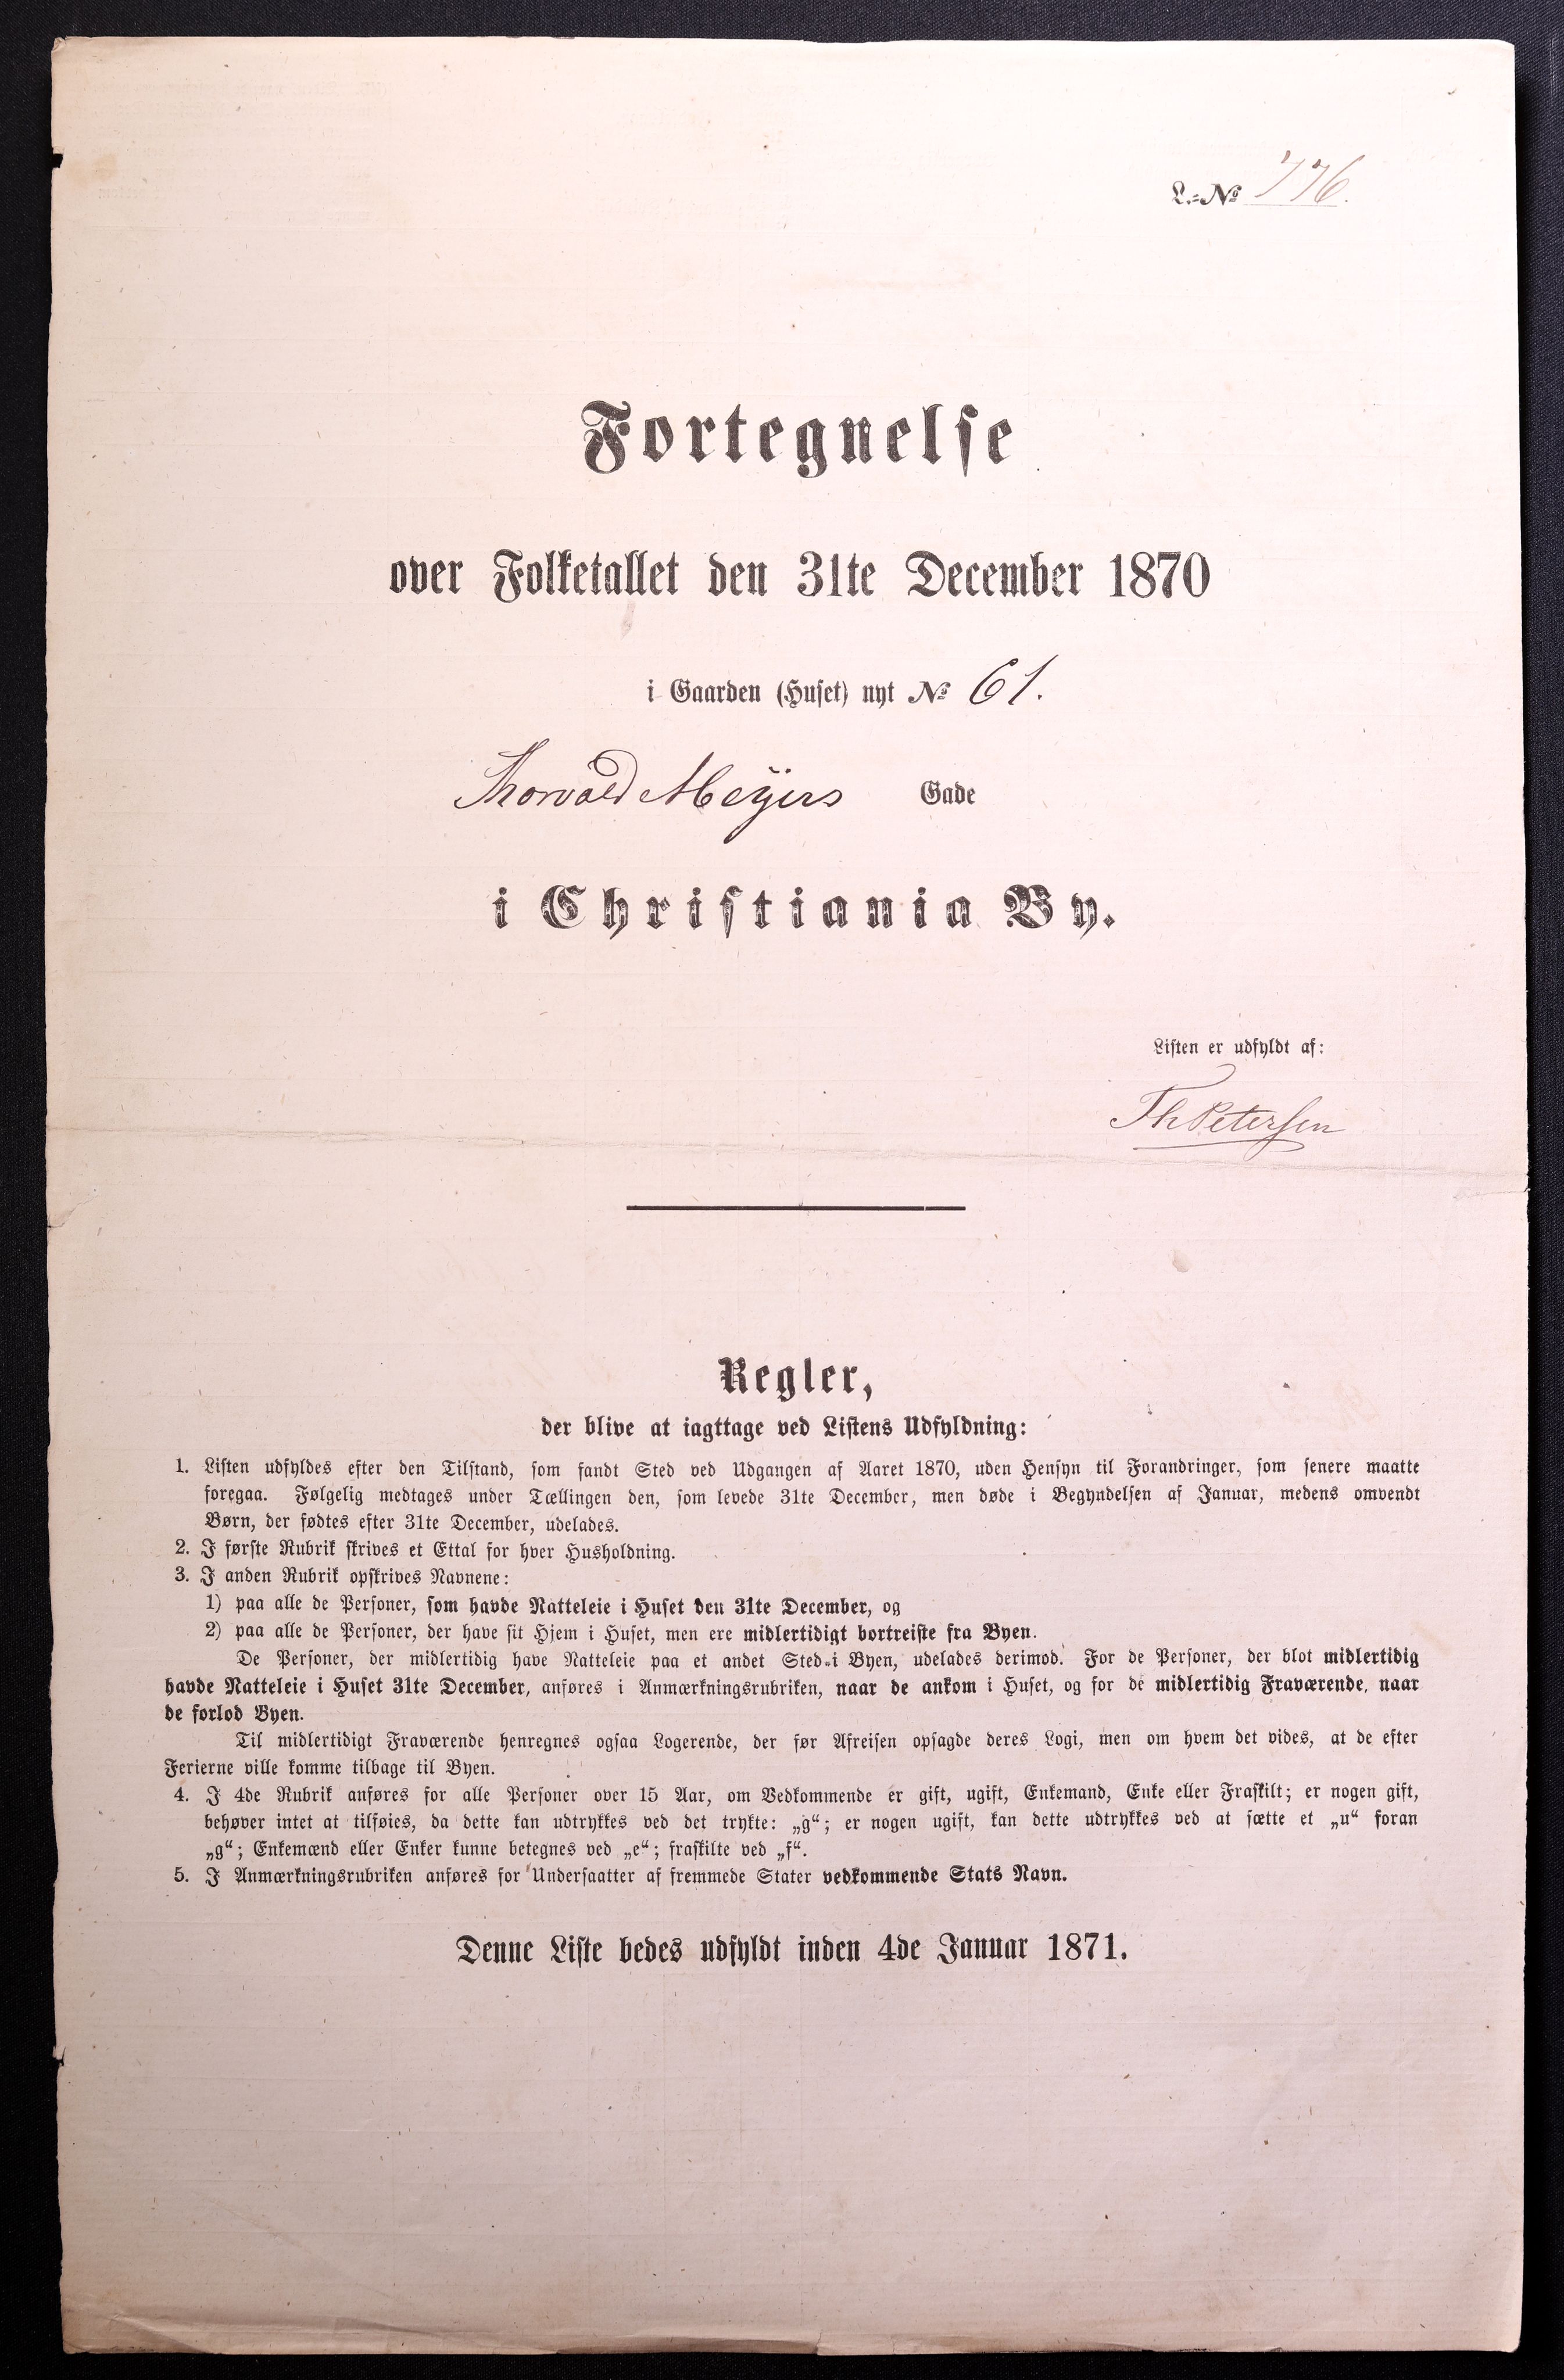 L.-No 776.
Fortegnelse
over Folketallet den 31te December 1870
i Gaarden (Huset) nyt No 61.
Thorvald Meyers Gade
i Christiania By.
Listen er udfyldt af:
Th Petersen
Regler,
der blive at iagttage ved Listens Udfyldning:
1. Listen udfyldes efter den Tilstand, som fandt Sted ved Udgangen af Aaret 1870, uden Hensyn til Forandringer, som senere maatte
foregaa. Følgelig medtages under Tællingen den, som levede 31te December, men døde i Begyndelsen af Januar, medens omvendt
Børn, der fødtes efter 31te December, udelades.
2. I første Rubrik skrives et Ettal for hver Husholdning.
3. I anden Rubrik opskrives Navnene:
1) paa alle de Personer, som havde Natteleie i Huset den 31te December, og
2) paa alle de Personer, der have sit Hjem i Huset, men ere midlertidigt bortreiste fra Byen.
De Personer, der midlertidig have Natteleie paa et andet Sted i Byen, udelades derimod. For de Personer, der blot midlertidig
havde Natteleie i Huset 31te December, anføres i Anmærkningsrubriken, naar de ankom i Huset, og for de midlertidig Fraværende, naar
de forlod Byen.
Til midlertidigt Fraværende henregnes ogsaa Logerende, der før Afreisen opsagde deres Logi, men om hvem det vides, at de efter
Ferierne ville komme tilbage til Byen.
4. I 4de Rubrik anføres for alle Personer over 15 Aar, om Vedkommende er gift, ugift, Enkemand, Enke eller Fraskilt; er nogen gift,
behøver intet at tilføies, da dette kan udtrykkes ved det trykte: „g“; er nogen ugift, kan dette udtrykkes ved at sætte et „u“ foran
„g“; Enkemænd eller Enker kunne betegnes ved „e“; fraskilte ved „f“.
5. I Anmærkningsrubriken anføres for Undersaatter af fremmede Stater vedkommende Stats Navn.
Denne Liste bedes udfyldt inden 4de Januar 1871.